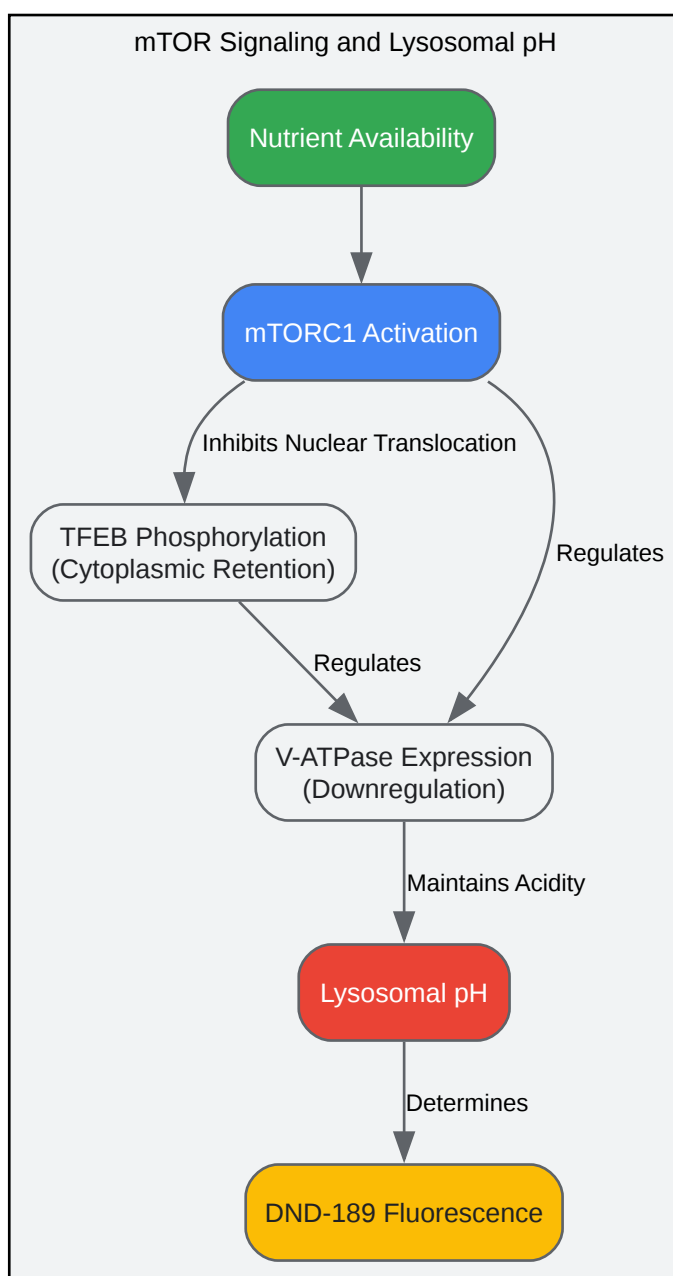 mTOR Signaling and Lysosomal pH
Nutrient Availability
mTORC1 Activation
Inhibits Nuclear Translocation
TFEB Phosphorylation
(Cytoplasmic Retention)
Regulates
Regulates
V-ATPase Expression
(Downregulation)
Maintains Acidity
Lysosomal pH
Determines
DND-189 Fluorescence